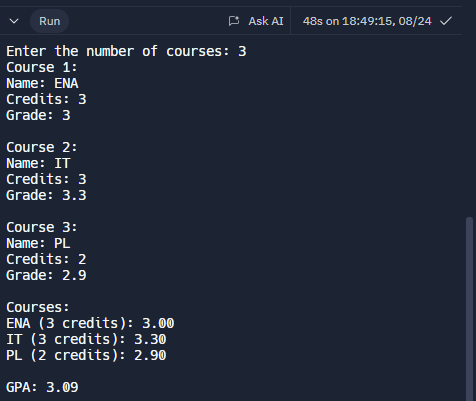 Run
Ask AI
48s on 18:49:15, 08/24
Enter the number of courses: 3
Course 1:
Name: ENA
Credits: 3
Grade: 3
Course 2:
Name: IT
Credits: 3
Grade: 3.3
Course 3:
Name: PL
Credits: 2
Grade: 2.9
Courses:
ENA (3 credits): 3.00
IT (3 credits): 3.30
PL (2 credits): 2.90
GPA: 3.09